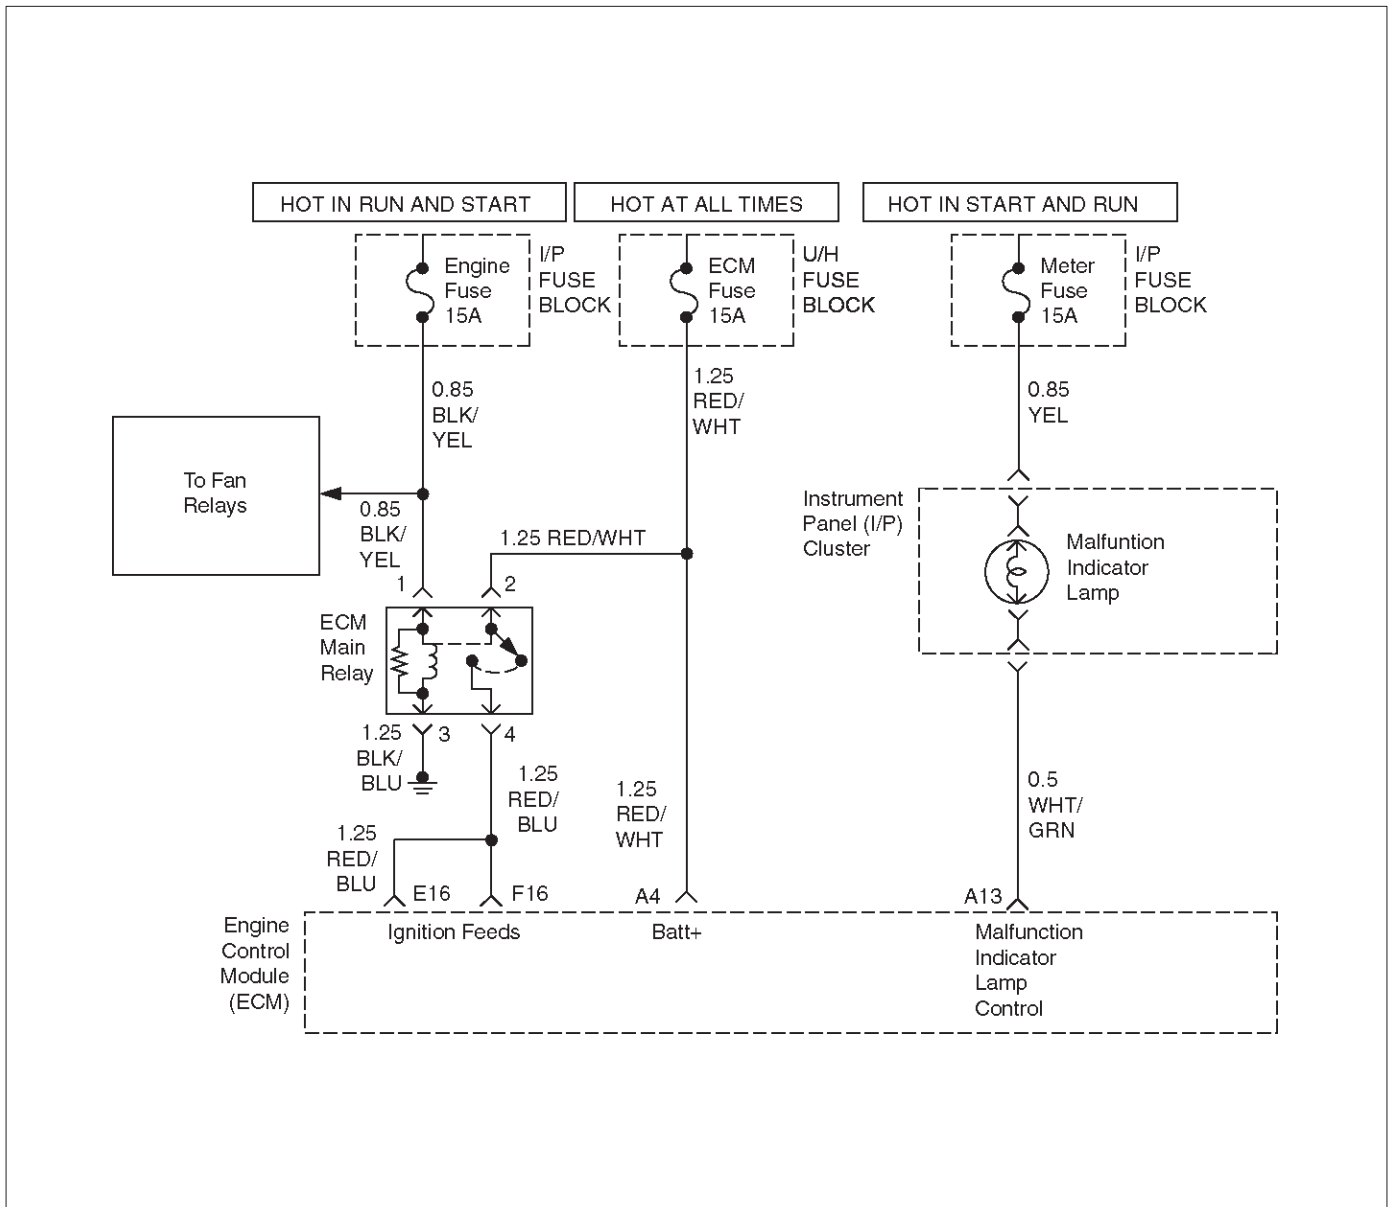 HOT IN RUN AND START
HOT AT ALL TIMES
HOT IN START AND RUN
Engine
Fuse
15A
I/P
FUSE
BLOCK
ECM
Fuse
15A
U/H
FUSE
BLOCK
Meter
Fuse
15A
I/P
FUSE
BLOCK
0.85
BLK/
YEL
1.25
RED/
WHT
0.85
YEL
To Fan
Relays
0.85
BLK/
YEL
1.25 RED/WHT
Instrument
Panel (I/P)
Cluster
Malfuntion
Indicator
Lamp
1
2
ECM
Main
Relay
3
4
1.25
BLK/
BLU
1.25
RED/
BLU
1.25
RED/
WHT
0.5
WHT/
GRN
1.25
RED/
BLU
E16
F16
A4
A13
Engine
Control
Module
(ECM)
Ignition Feeds
Batt+
Malfunction
Indicator
Lamp
Control